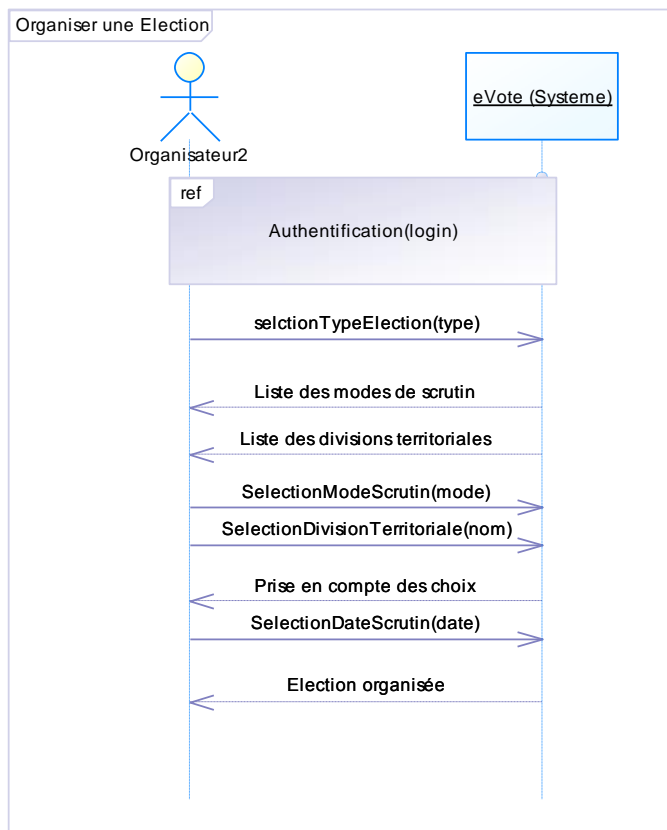 Organiser une Election
eVote (Systeme)
Organisateur2
ref
Authentification(login)
selctionTypeElection(type)
Liste des modes de scrutin
Liste des divisions territoriales
SelectionModeScrutin(mode)
SelectionDivisionTerritoriale(nom)
Prise en compte des choix
SelectionDateScrutin(date)
Election organisée